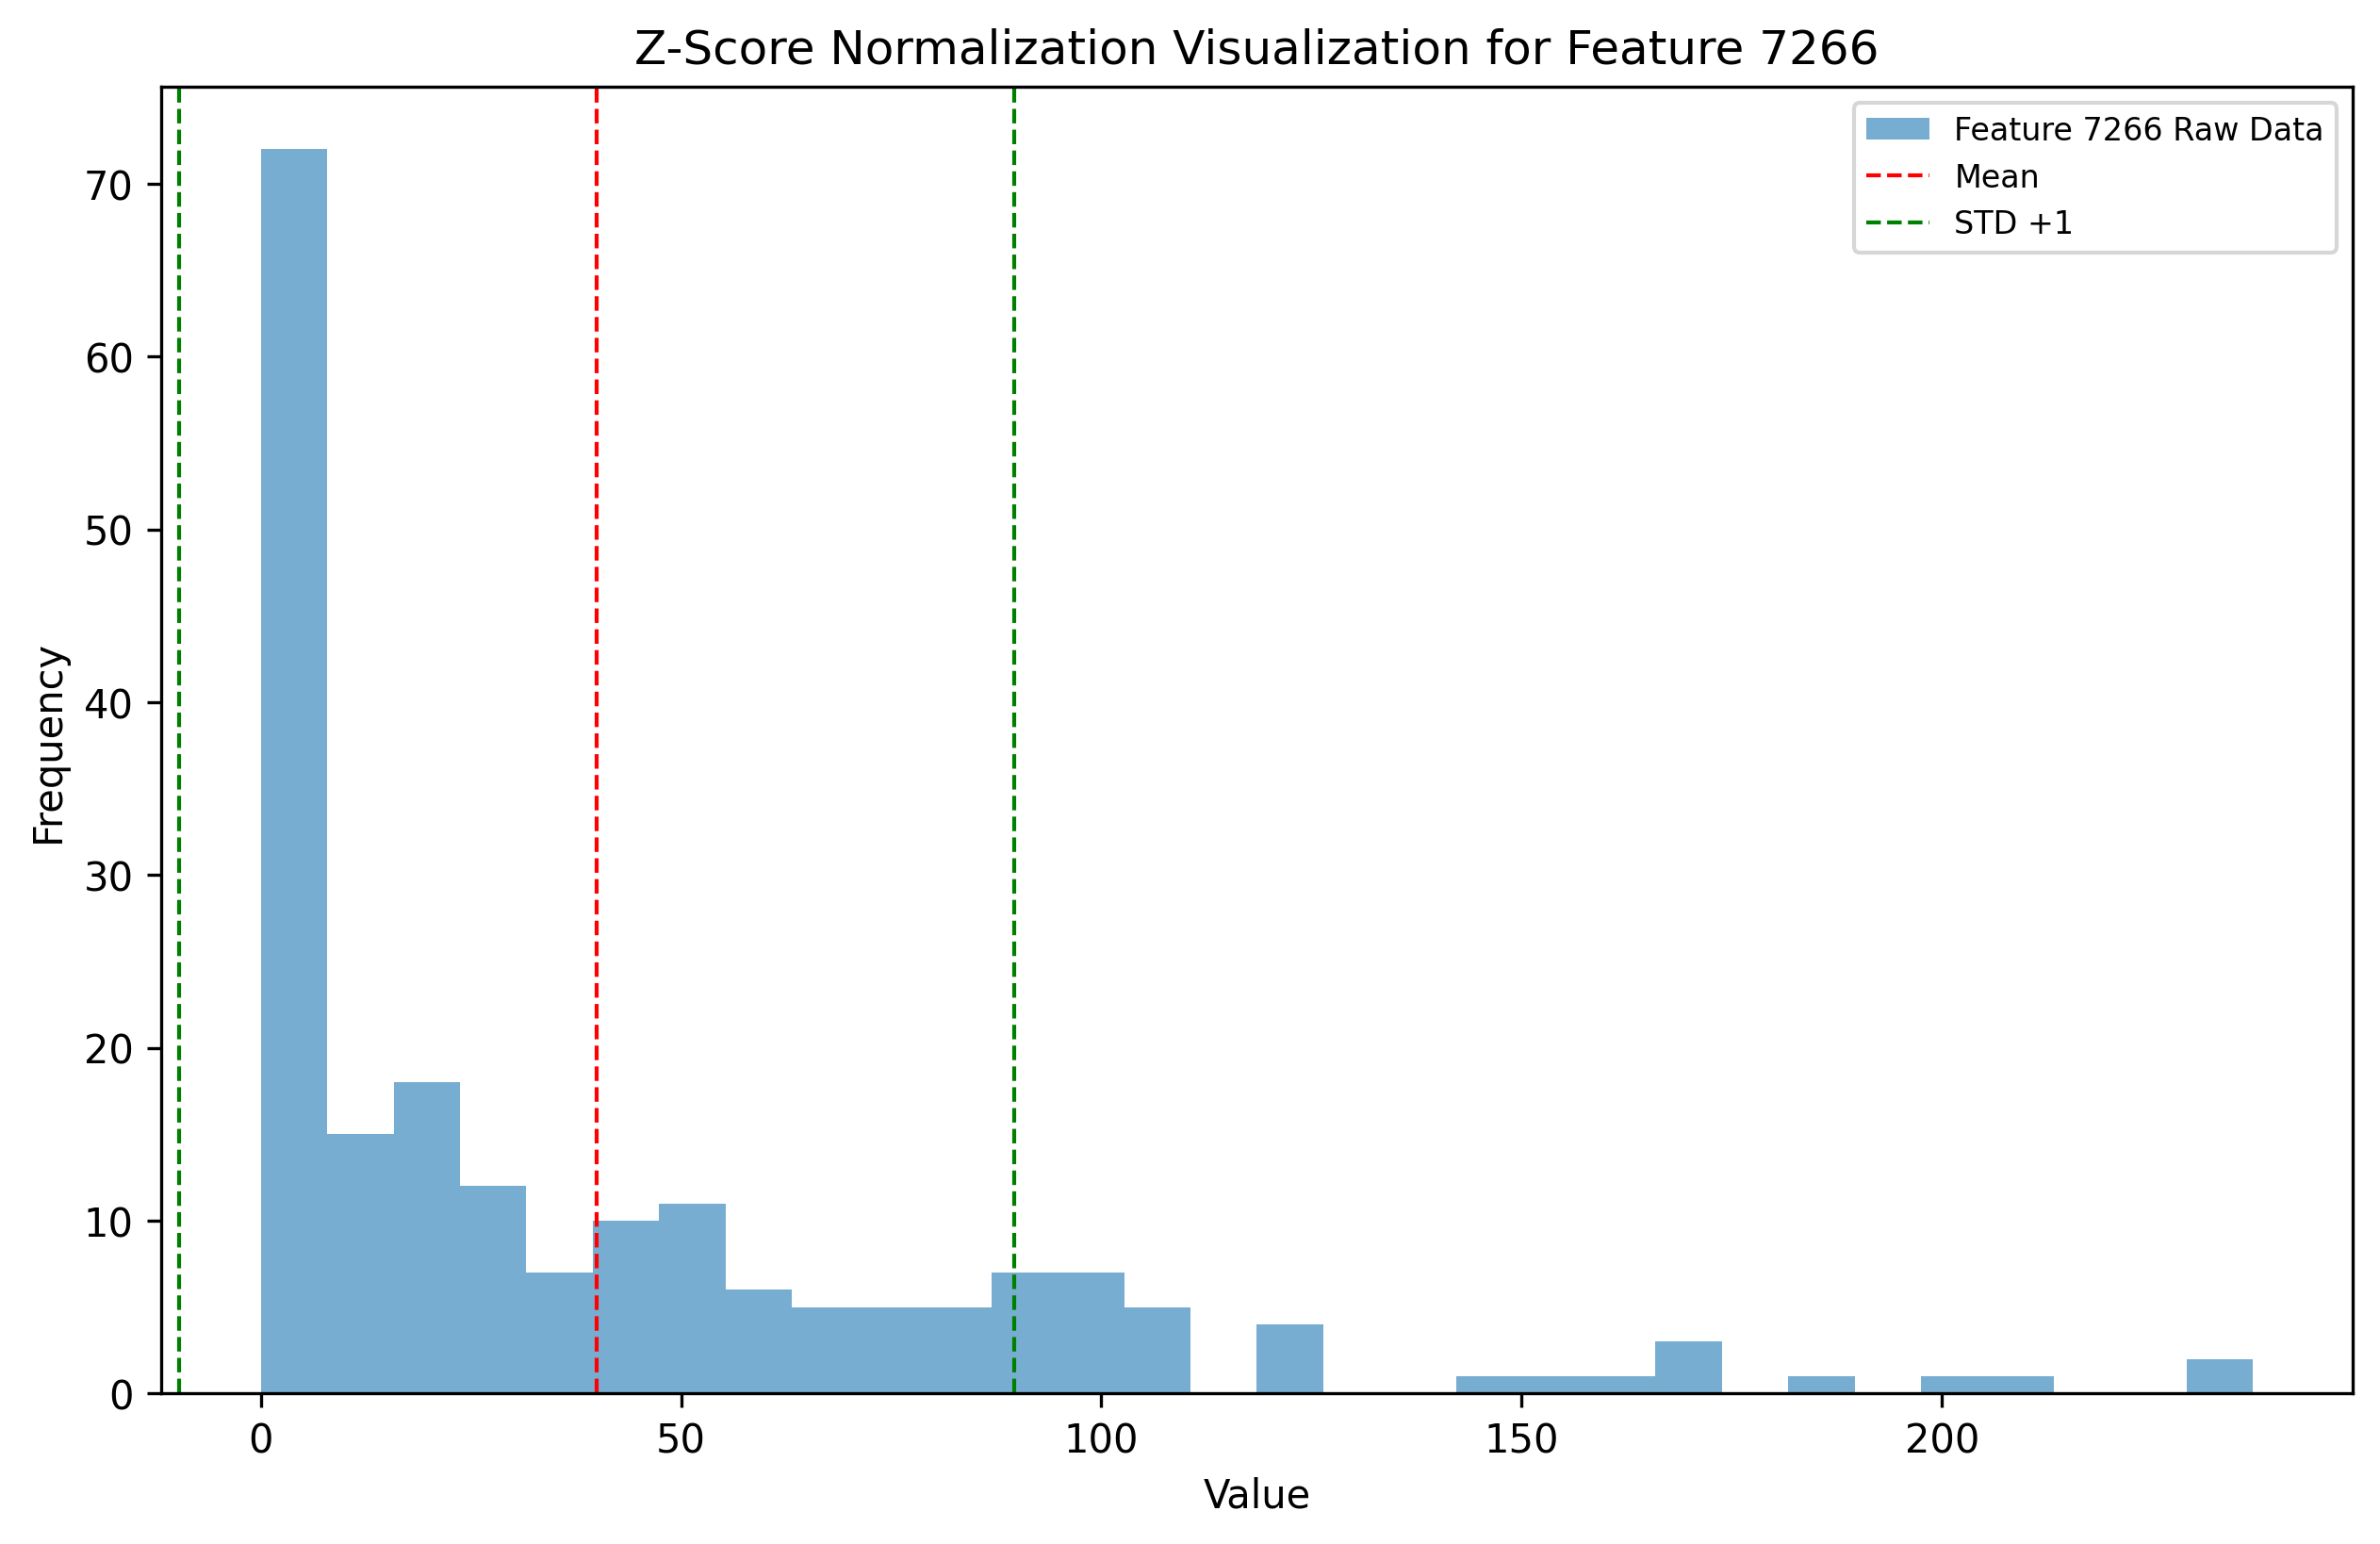 Z-Score Normalization Visualization for Feature 7266
Feature 7266 Raw Data
Mean
STD +1
Frequency
70
60
50
40
30
20
10
0
0 50 100 150 200
Value